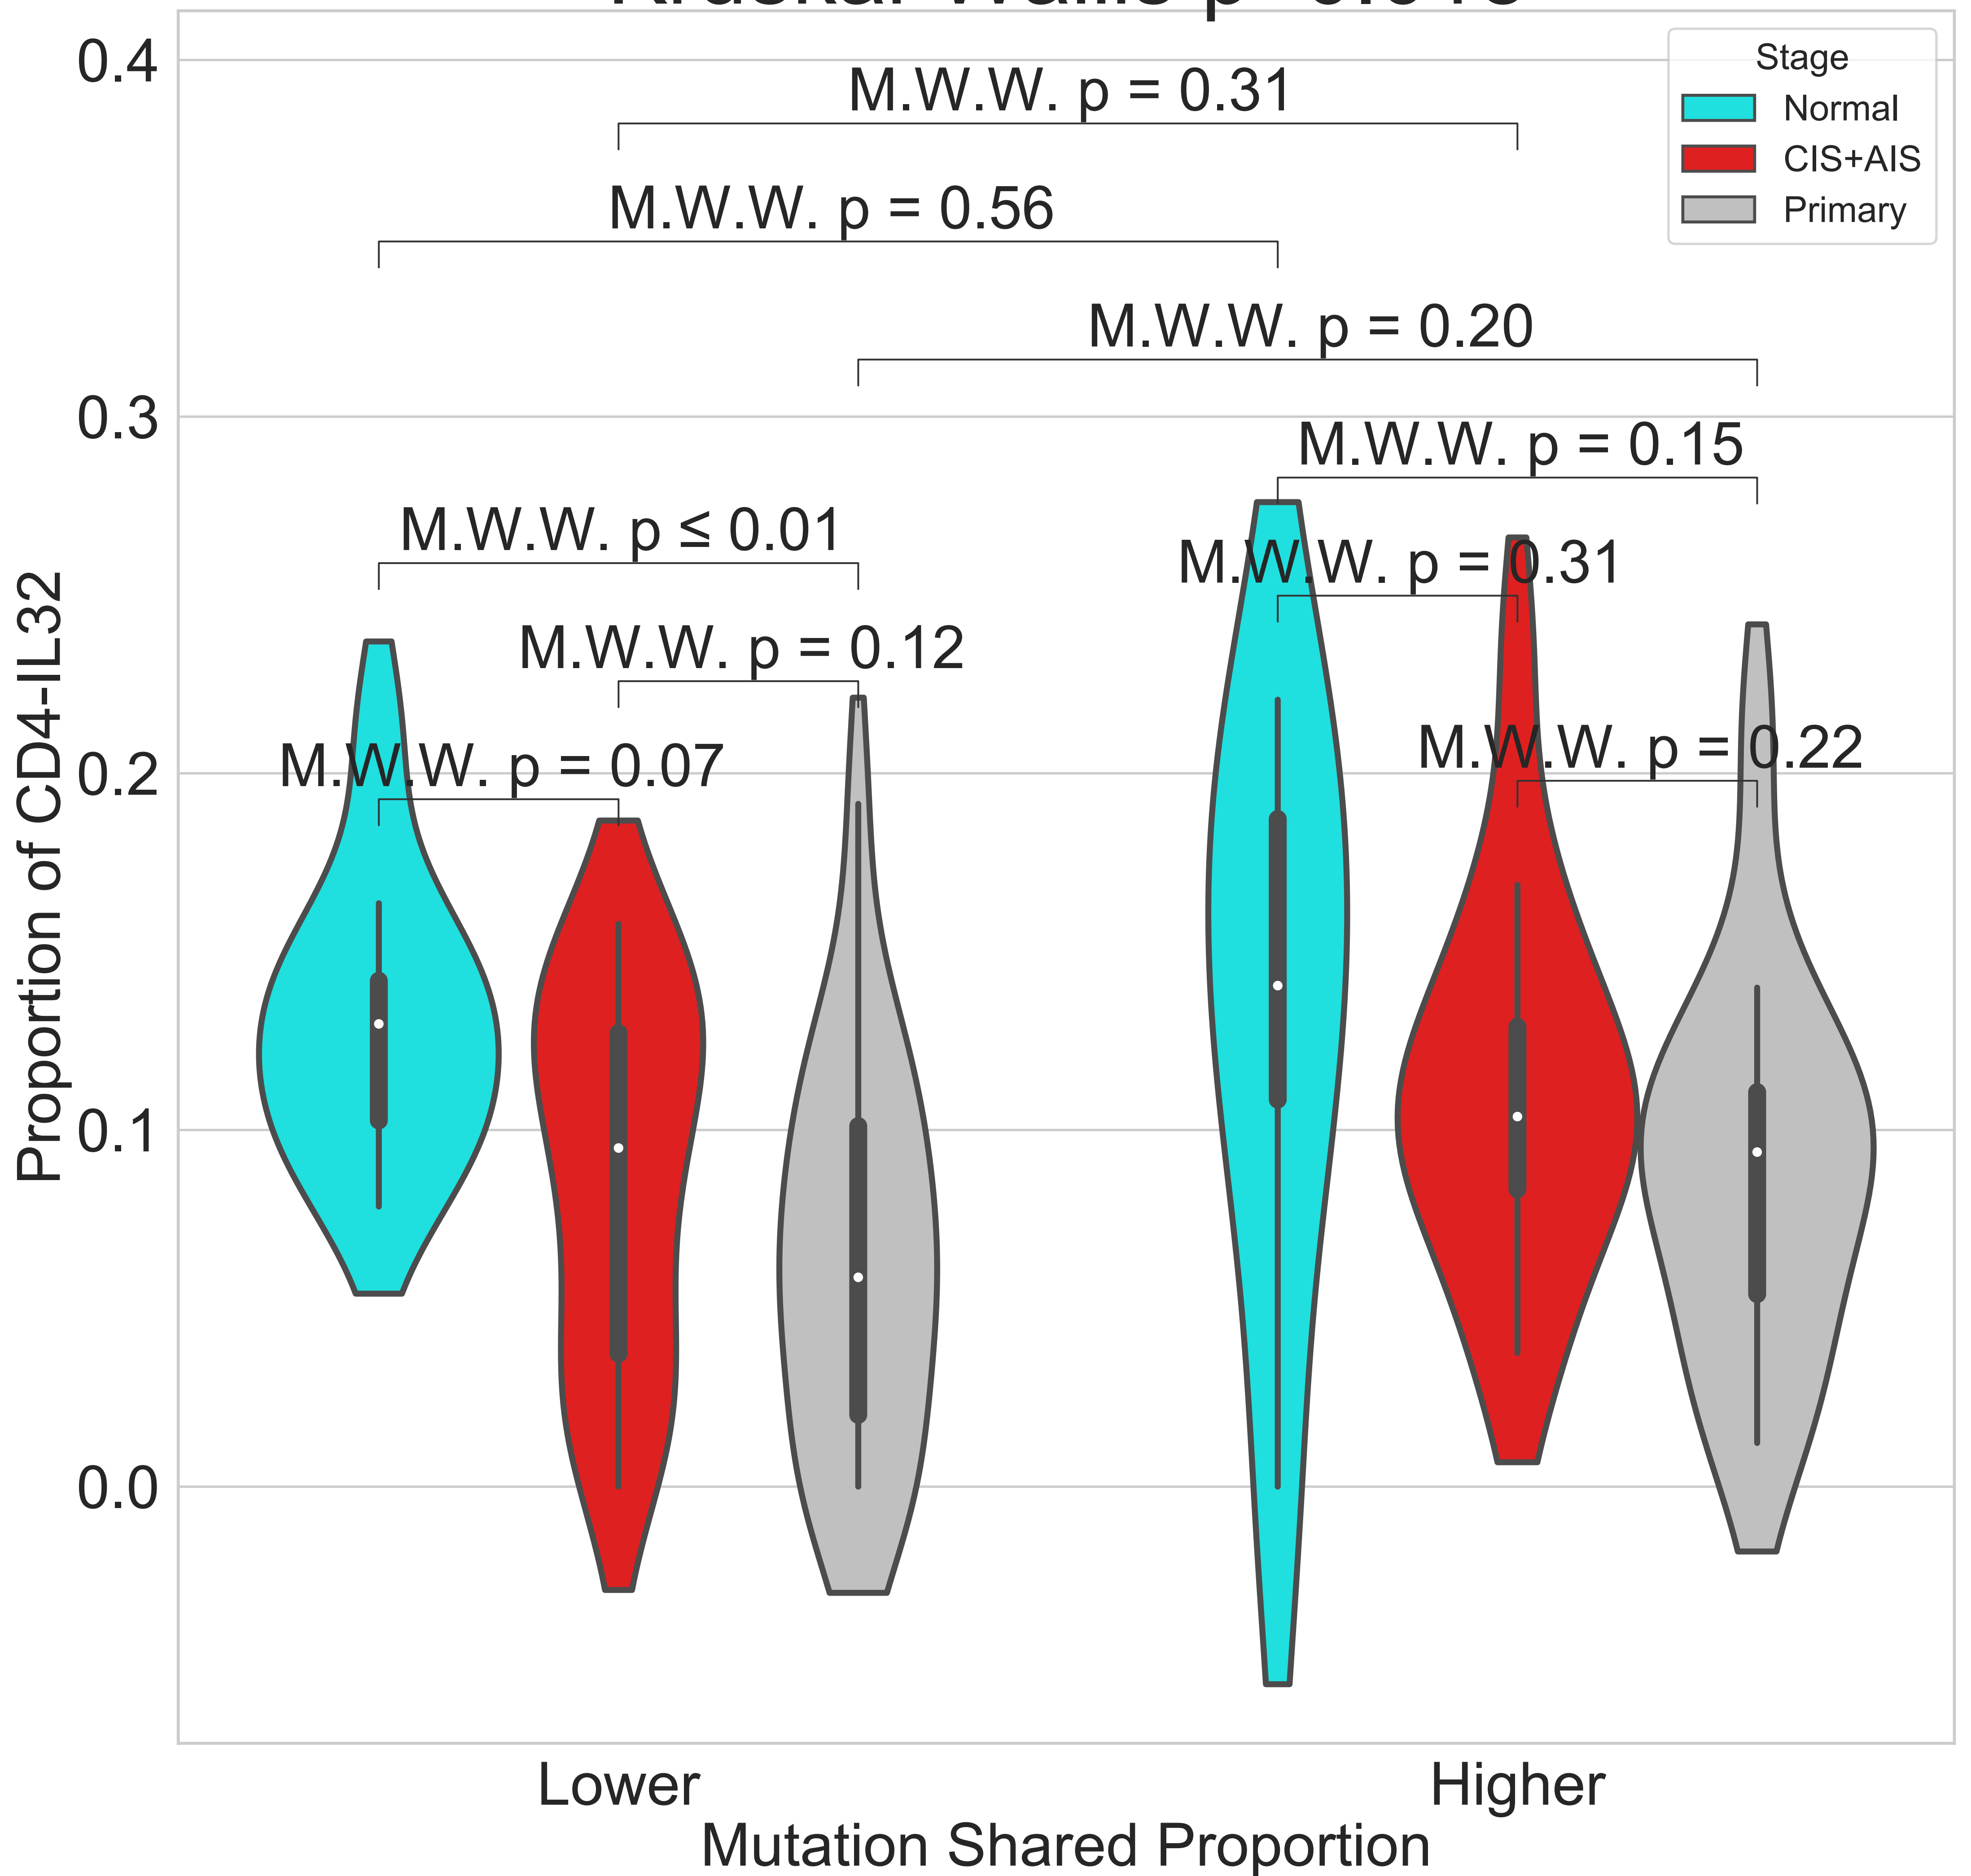 0.4
0.3
0.2
0.1
0.0
Proportion of CD4-IL32
Stage
Normal
CIS+AIS
Primary
M.W.W. p = 0.31
M.W.W. p = 0.56
M.W.W. p = 0.20
M.W.W. p = 0.15
M.W.W. p ≤ 0.01
M.W.W. p = 0.31
M.W.W. p = 0.12
M.W.W. p = 0.22
M.W.W. p = 0.07
Lower
Higher
Mutation Shared Proportion